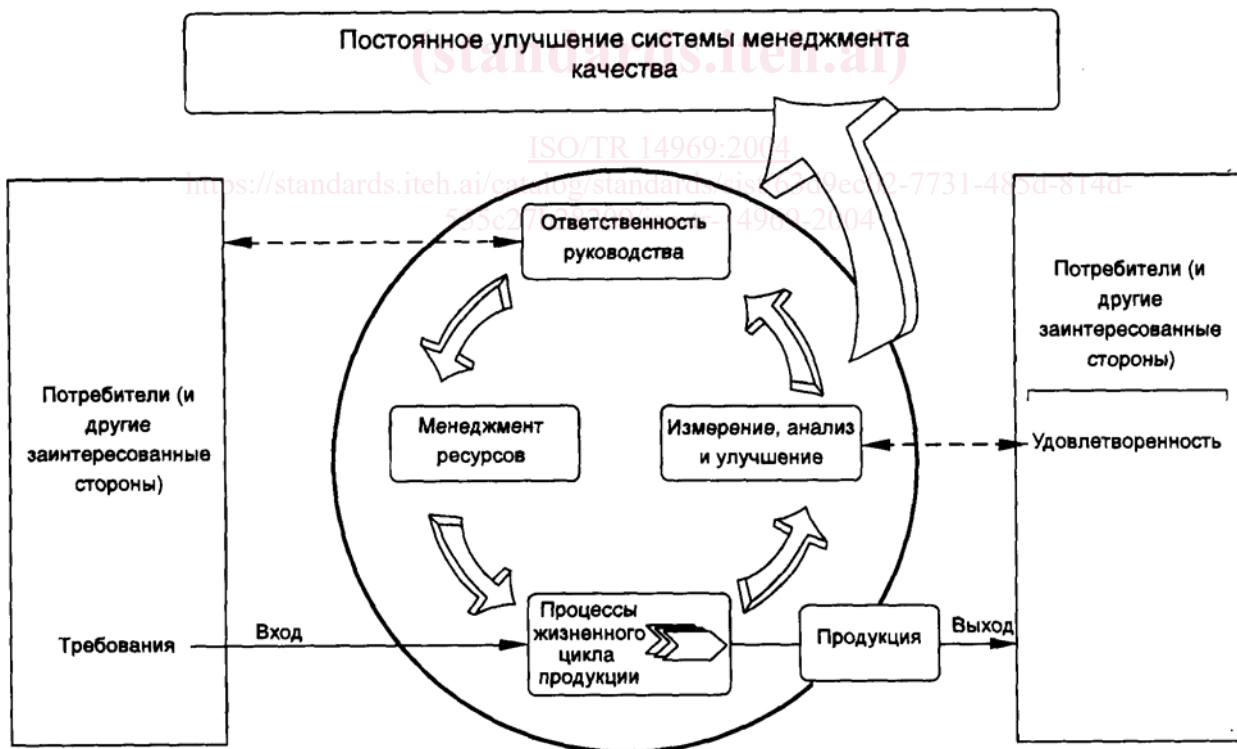 Постоянное улучшение системы менеджмента
качества
(standards.iteh.ai)
ISO/TR 14969:2004
Ответственность
руководства
Потребители (и
другие
заинтересованные
стороны)
Требования
Вход
Менеджмент
ресурсов
Измерение, анализ
и улучшение
Процессы
жизненного
цикла
продукции
Продукция
Выход
Потребители (и
другие
заинтересованные
стороны)
Удовлетворенность